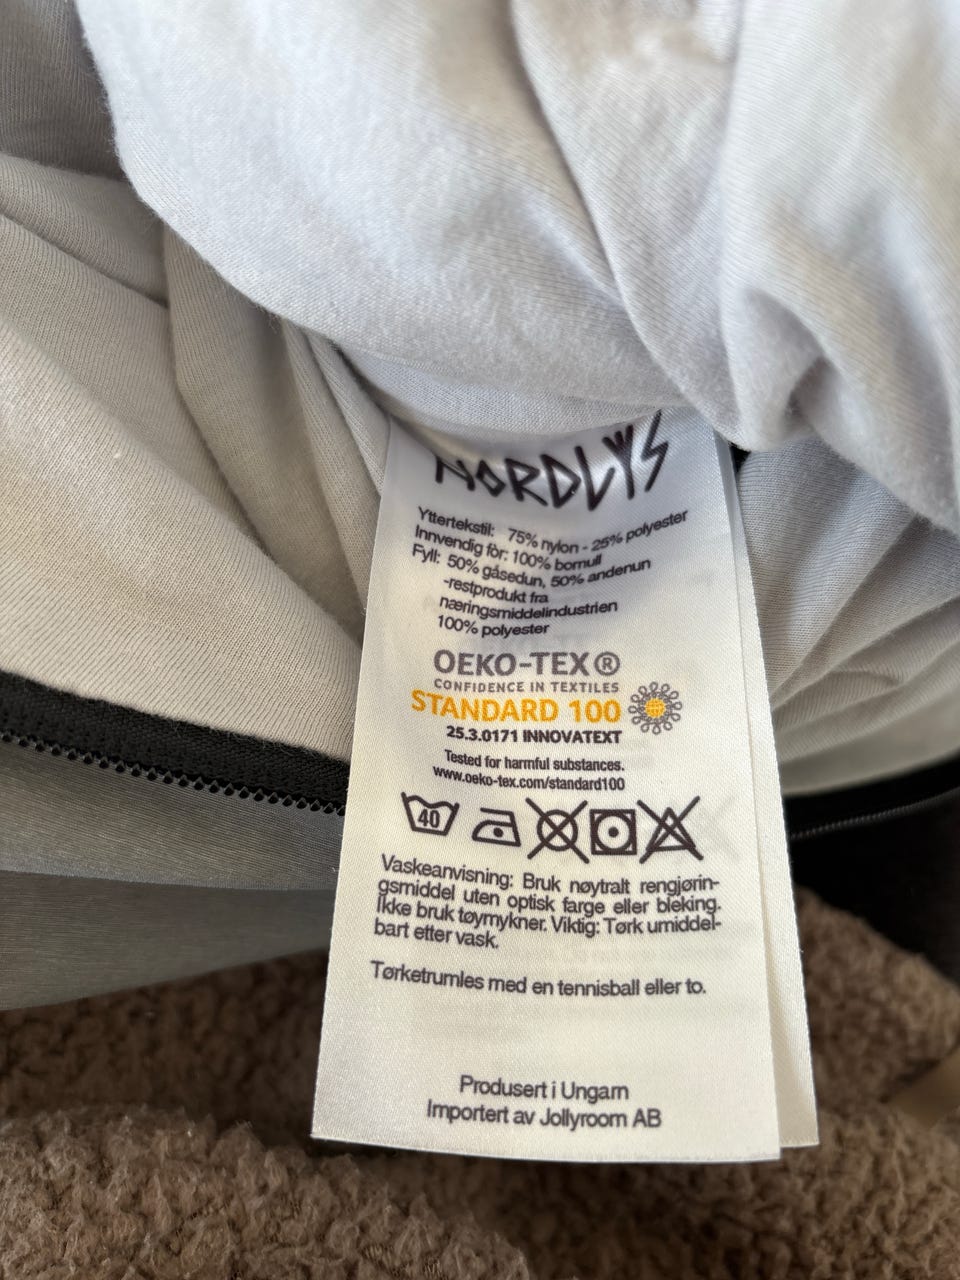 NORDLYS
Yttertekstil: 75% nylon - 25% polyester
Innvendig fòr: 100% bomull
Fyll: 50% gåsedun, 50% andenun
-restprodukt fra
næringsmiddelindustrien
100% polyester
OEKO-TEX®
CONFIDENCE IN TEXTILES
STANDARD 100
25.3.0171 INNOVATEXT
Tested for harmful substances.
www.oeko-tex.com/standard100
40
Vaskeanvisning: Bruk nøytralt rengjørin-
gsmiddel uten optisk farge eller bleking.
Ikke bruk tøymykner. Viktig: Tørk umiddel-
bart etter vask.
Tørketrumles med en tennisball eller to.
Produsert i Ungarn
Importert av Jollyroom AB